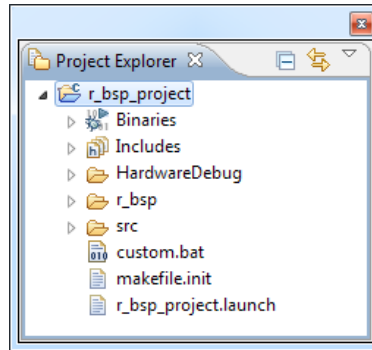 Project Explorer
r_bsp_project
Binaries
Includes
HardwareDebug
r_bsp
src
custom.bat
makefile.init
r_bsp_project.launch